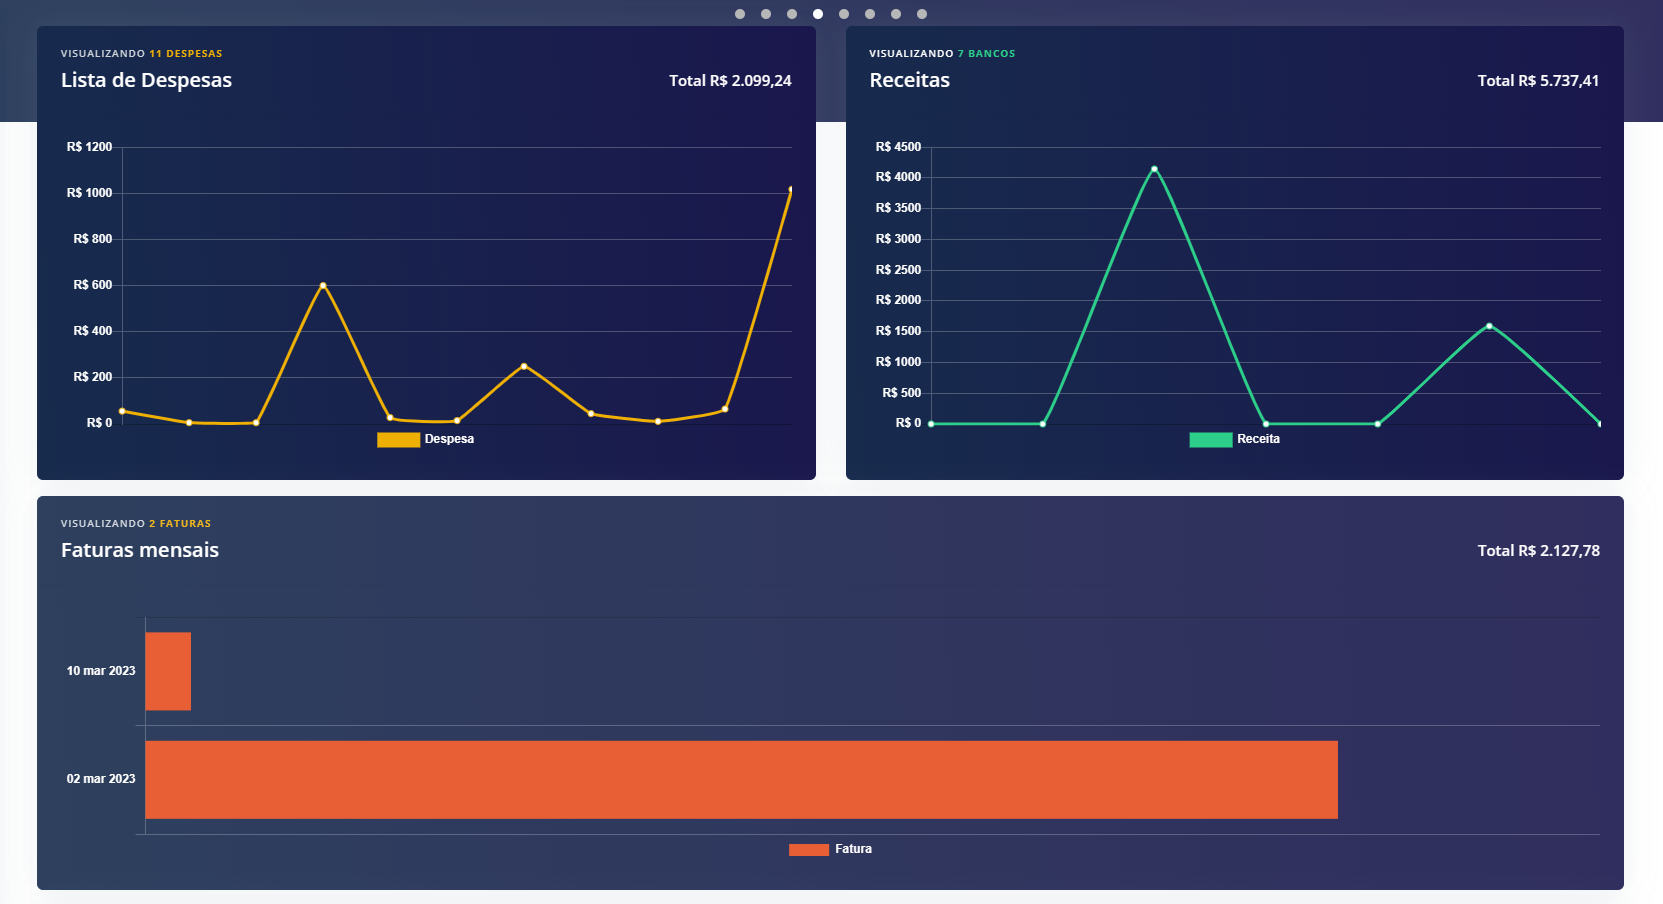 VISUALIZANDO 11 DESPESAS
Lista de Despesas
Total R$ 2.099,24
R$ 1200
R$ 1000
R$ 800
R$ 600
R$ 400
R$ 200
R$ 0
Despesa
VISUALIZANDO 7 BANCOS
Receitas
Total R$ 5.737,41
R$ 4500
R$ 4000
R$ 3500
R$ 3000
R$ 2500
R$ 2000
R$ 1500
R$ 1000
R$ 500
R$ 0
Receita
VISUALIZANDO 2 FATURAS
Faturas mensais
Total R$ 2.127,78
10 mar 2023
02 mar 2023
Fatura